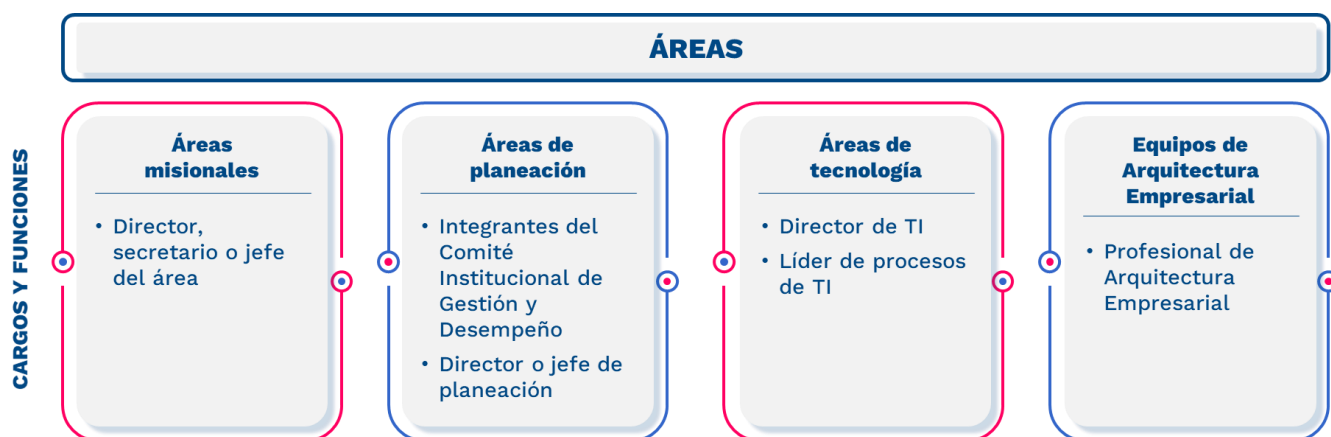 ÁREAS
CARGOS Y FUNCIONES
Áreas
misionales
• Director,
secretario o jefe
del área
Áreas de
planeación
• Integrantes del
Comité
Institucional de
Gestión y
Desempeño
• Director o jefe de
planeación
Áreas de
tecnología
• Director de TI
• Líder de procesos
de TI
Equipos de
Arquitectura
Empresarial
• Profesional de
Arquitectura
Empresarial